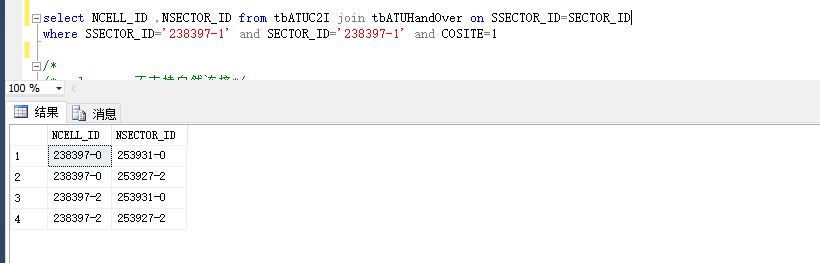 select NCELL_ID ,NSECTOR_ID from tbATUC2I join tbATUHandOver on SSECTOR_ID=SECTOR_ID
where SSECTOR_ID='238397-1' and SECTOR_ID='238397-1' and COSITE=1
/*
100 %
结果 消息
NCELL_ID NSECTOR_ID
1 238397-0 253931-0
2 238397-0 253927-2
3 238397-2 253931-0
4 238397-2 253927-2